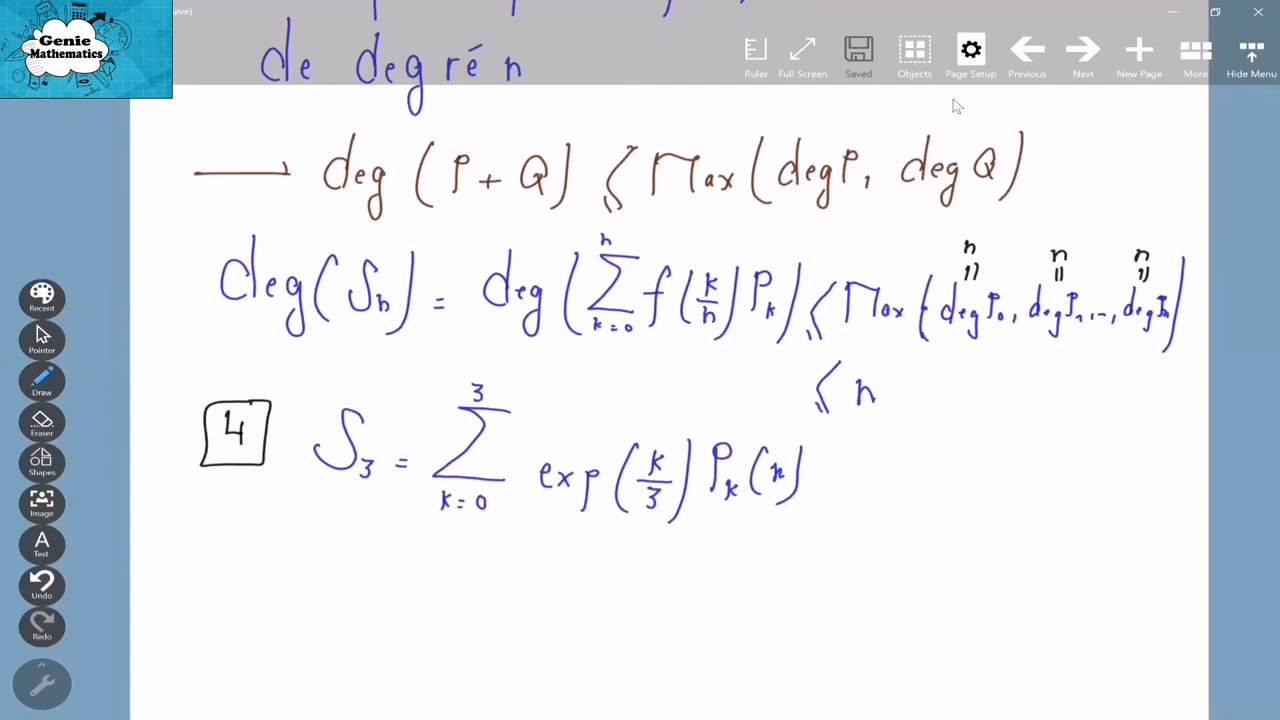 Genie
Mathematics
ave)
Ruler
Full Screen
Saved
Objects
Page Setup
Previous
Next
New Page
More
Hide Menu
de degré n
→ deg (P + Q) ⩽ Max (deg P, deg Q)
n n n
|| || ||
deg (Sn) = deg (∑_{k=0}^{n} f(k/n) Pk) ⩽ Max (deg P0, deg P1, .., deg Pn)
⩽ n
4 S3 = ∑_{k=0}^{3} exp (k/3) Pk (x)
Recent
Pointer
Draw
Eraser
Shapes
Image
Text
Undo
Redo